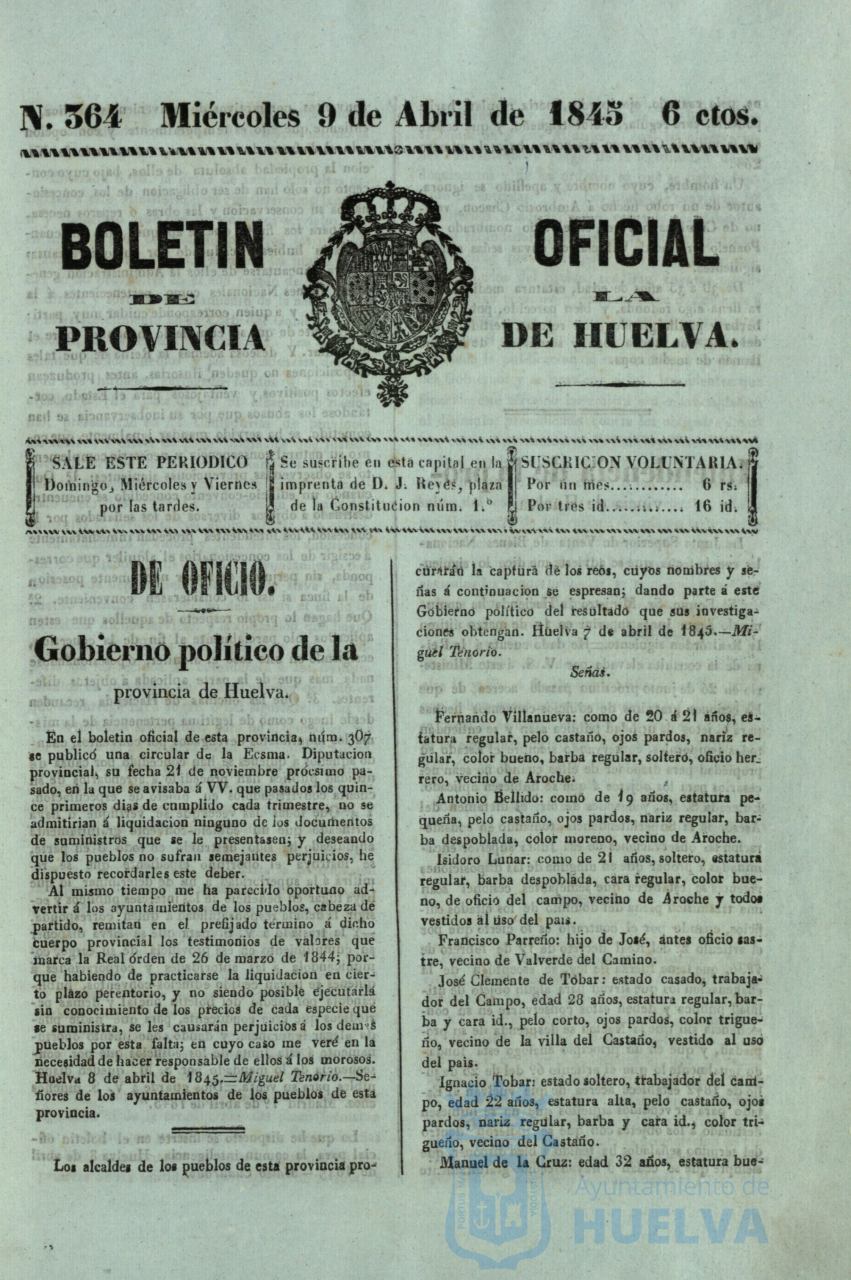 N. 364 Miércoles 9 de Abril de 1845 6 ctos.
BOLETIN OFICIAL
DE LA
PROVINCIA DE HUELVA.
SALE ESTE PERIODICO
Domingo, Miércoles y Viernes
por las tardes.
Se suscribe en esta capital en la
imprenta de D. J. Reyes, plaza
de la Constitucion núm. 1.º
SUSCRICION VOLUNTARIA.
Por un mes............ 6 rs.
Por tres id............. 16 id.
DE OFICIO.
Gobierno político de la
provincia de Huelva.
En el boletin oficial de esta provincia, núm. 307
se publicó una circular de la Ecsma. Diputacion
provincial, su fecha 21 de noviembre prócsimo pa-
sado, en la que se avisaba á VV. que pasados los quin-
ce primeros dias de cumplido cada trimestre, no se
admitirian á liquidacion ninguno de los documentos
de suministros que se le presentasen; y deseando
que los pueblos no sufran semejantes perjuicios, he
dispuesto recordarles este deber.
Al mismo tiempo me ha parecido oportuno ad-
vertir á los ayuntamientos de los pueblos, cabeza de
partido, remitan en el prefijado término á dicho
cuerpo provincial los testimonios de valores que
marca la Real órden de 26 de marzo de 1844; por-
que habiendo de practicarse la liquidacion en cier-
to plazo perentorio, y no siendo posible ejecutarla
sin conocimiento de los precios de cada especie que
se suministra, se les causarán perjuicios á los demas
pueblos por esta falta; en cuyo caso me veré en la
necesidad de hacer responsable de ellos á los morosos.
Huelva 8 de abril de 1845.=Miguel Tenorio.—Se-
ñores de los ayuntamientos de los pueblos de esta
provincia.
Los alcaldes de los pueblos de esta provincia pro-
curarán la captura de los reos, cuyos nombres y se-
ñas á continuacion se espresan; dando parte á este
Gobierno político del resultado que sus investiga-
ciones obtengan. Huelva 7 de abril de 1845.—Mi-
guel Tenorio.
Señas.
Fernando Villanueva: como de 20 á 21 años, es-
tatura regular, pelo castaño, ojos pardos, nariz re-
gular, color bueno, barba regular, soltero, oficio her-
rero, vecino de Aroche.
Antonio Bellido: como de 19 años, estatura pe-
queña, pelo castaño, ojos pardos, nariz regular, bar-
ba despoblada, color moreno, vecino de Aroche.
Isidoro Lunar: como de 21 años, soltero, estatura
regular, barba despoblada, cara regular, color bue-
no, de oficio del campo, vecino de Aroche y todos
vestidos al uso del pais.
Francisco Parreño: hijo de José, ántes oficio sas-
tre, vecino de Valverde del Camino.
José Clemente de Tobar: estado casado, trabaja-
dor del Campo, edad 28 años, estatura regular, bar-
ba y cara id., pelo corto, ojos pardos, color trigue-
ño, vecino de la villa del Castaño, vestido al uso
del pais.
Ignacio Tobar: estado soltero, trabajador del cam-
po, edad 22 años, estatura alta, pelo castaño, ojos
pardos, nariz regular, barba y cara id., color tri-
gueño, vecino del Castaño.
Manuel de la Cruz: edad 32 años, estatura bue-
Ayuntamiento de
HUELVA